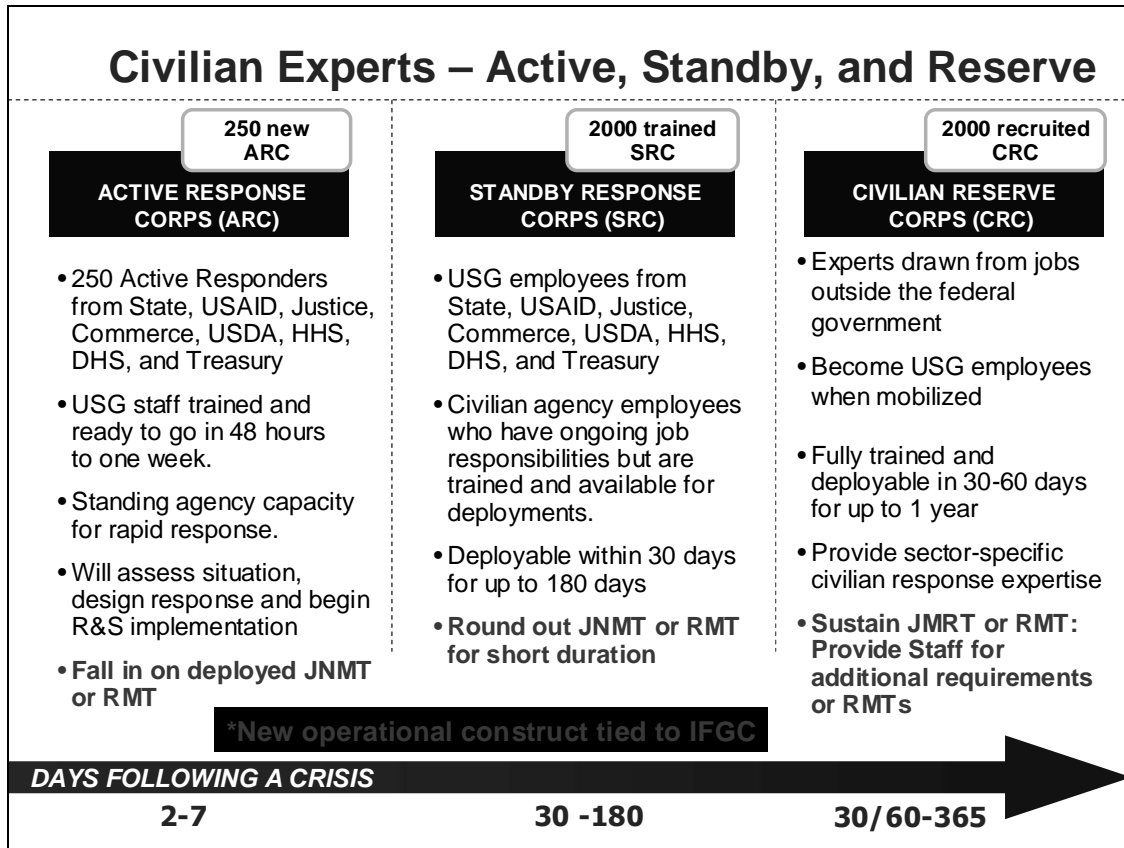 Civilian Experts – Active, Standby, and Reserve
250 new
ARC
ACTIVE RESPONSE
CORPS (ARC)
• 250 Active Responders
from State, USAID, Justice,
Commerce, USDA, HHS,
DHS, and Treasury
• USG staff trained and
ready to go in 48 hours
to one week.
• Standing agency capacity
for rapid response.
• Will assess situation,
design response and begin
R&S implementation
• Fall in on deployed JNMT
or RMT
2000 trained
SRC
STANDBY RESPONSE
CORPS (SRC)
• USG employees from
State, USAID, Justice,
Commerce, USDA, HHS,
DHS, and Treasury
• Civilian agency employees
who have ongoing job
responsibilities but are
trained and available for
deployments.
• Deployable within 30 days
for up to 180 days
• Round out JNMT or RMT
for short duration
2000 recruited
CRC
CIVILIAN RESERVE
CORPS (CRC)
• Experts drawn from jobs
outside the federal
government
• Become USG employees
when mobilized
• Fully trained and
deployable in 30-60 days
for up to 1 year
• Provide sector-specific
civilian response expertise
• Sustain JMRT or RMT:
Provide Staff for
additional requirements
or RMTs
*New operational construct tied to IFGC
DAYS FOLLOWING A CRISIS
2-7
30 -180
30/60-365